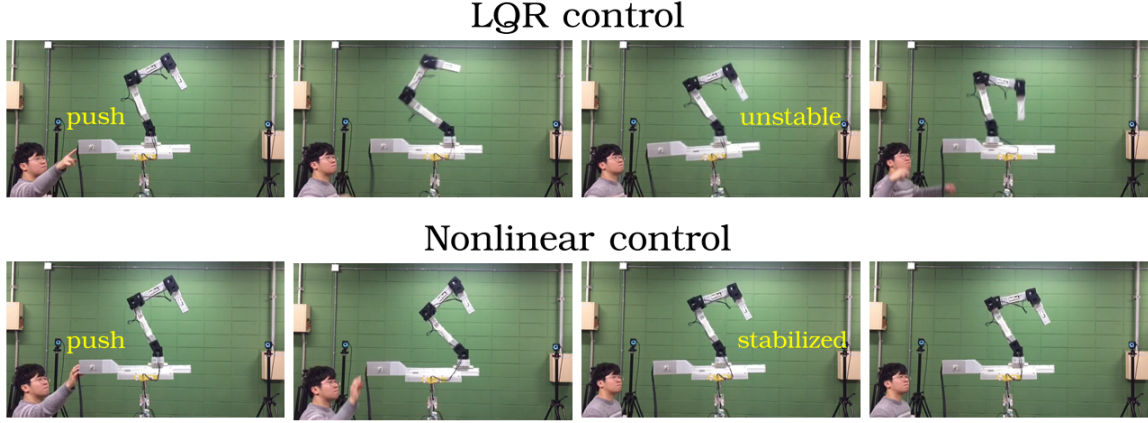 LQR control
push
unstable
Nonlinear control
push
stabilized